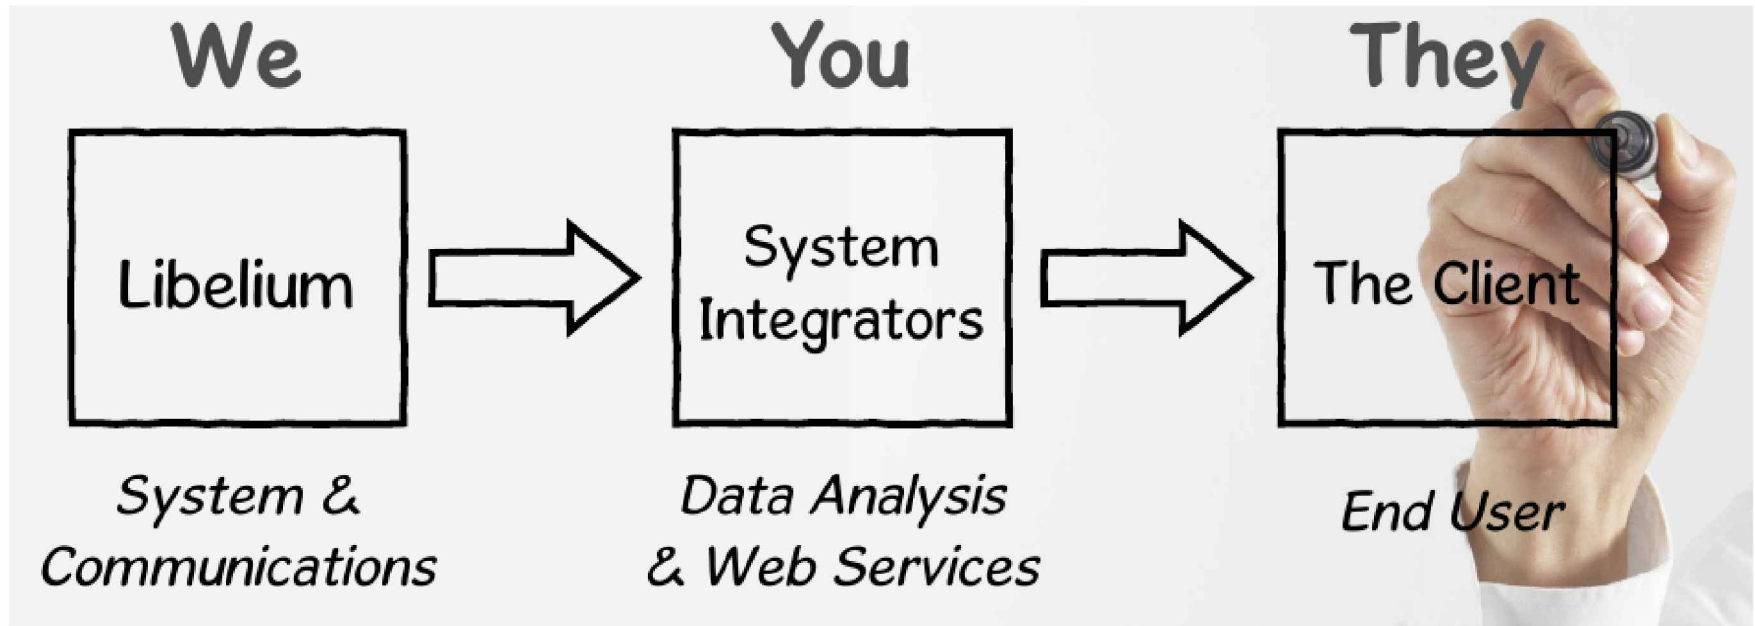 We
You
They
Libelium
System
Integrators
The Client
System &
Communications
Data Analysis
& Web Services
End User